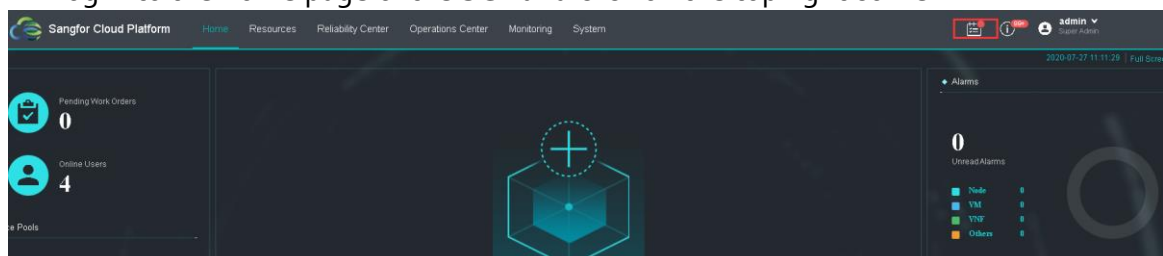 Sangfor Cloud Platform Home Resources Reliability Center Operations Center Monitoring System 99+ admin
Super Admin
2020-07-27 11:11:29 | Full Scre
Pending Work Orders
0
Online Users
4
ce Pools
Alarms
0
Unread Alarms
Node 0
VM 0
VNF 0
Others 0